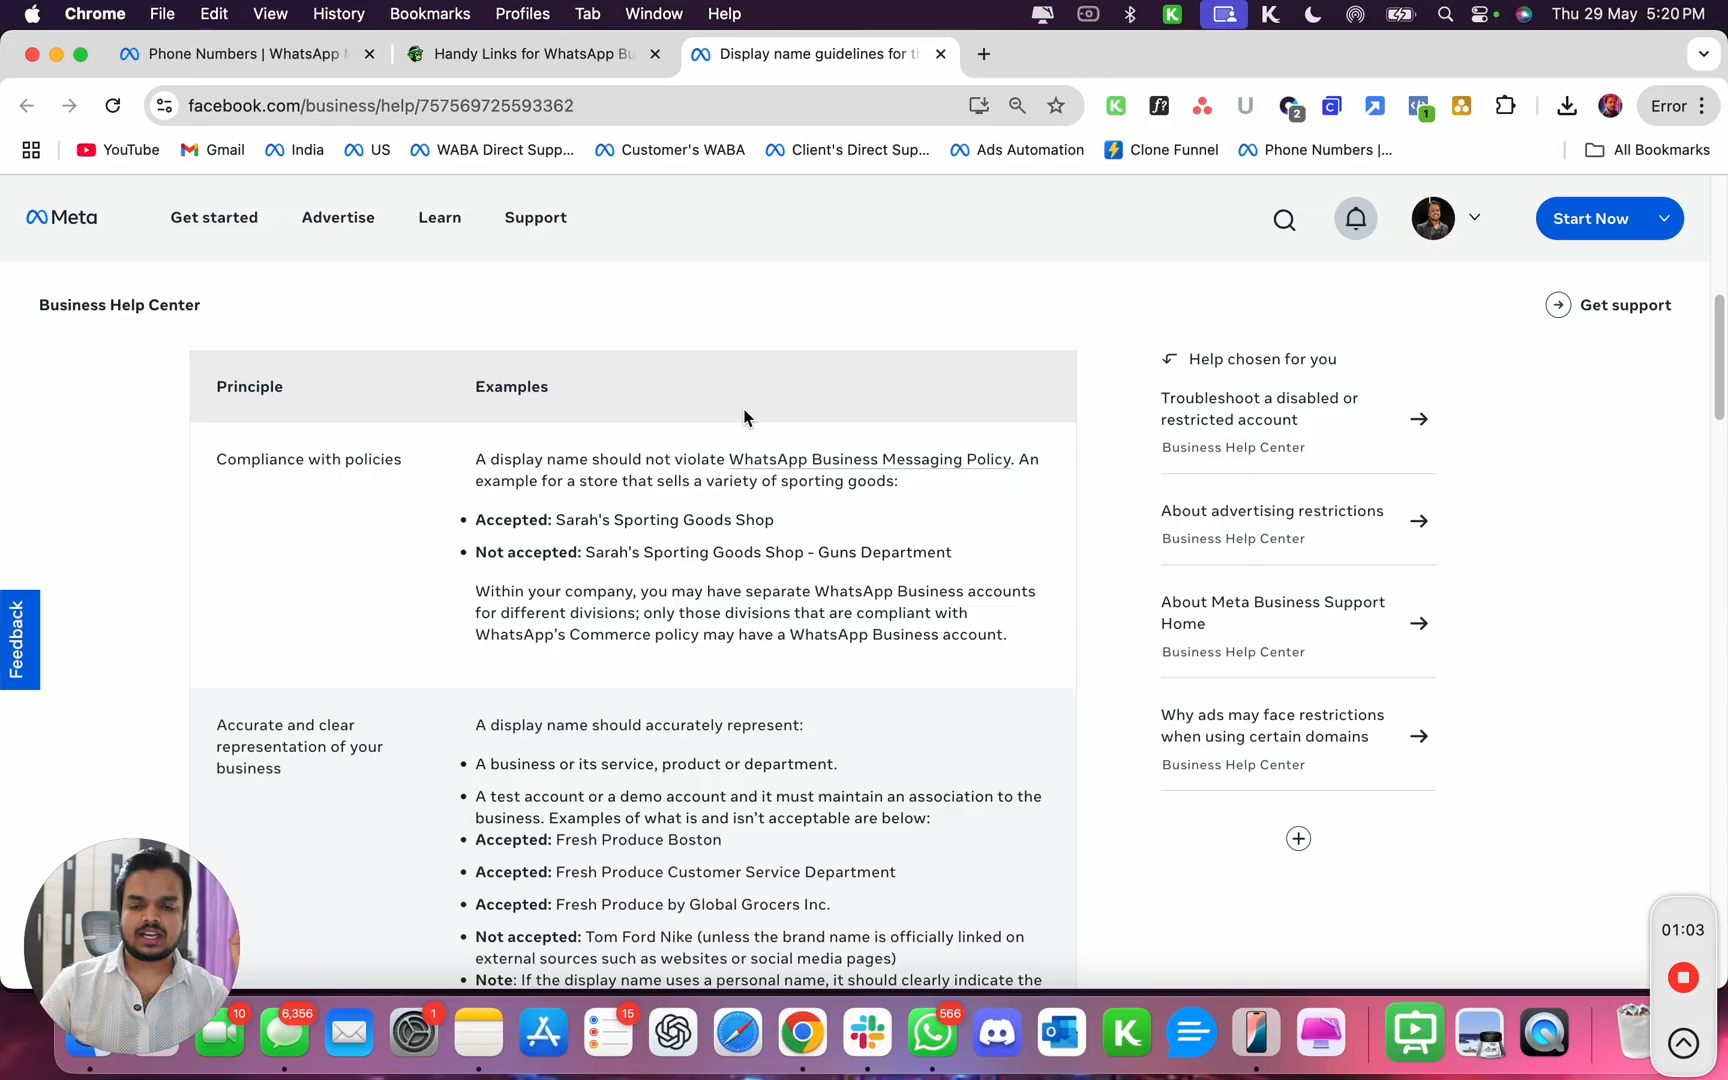 Chrome File Edit View History Bookmarks Profiles Tab Window Help Thu 29 May 5:20 PM
Phone Numbers | WhatsApp Handy Links for WhatsApp Bu Display name guidelines for th
facebook.com/business/help/757569725593362 2 1 Error
YouTube Gmail India US WABA Direct Supp... Customer's WABA Client's Direct Sup... Ads Automation Clone Funnel Phone Numbers |... All Bookmarks
Meta Get started Advertise Learn Support Start Now
Business Help Center Get support
Principle Examples
Compliance with policies
A display name should not violate WhatsApp Business Messaging Policy. An
example for a store that sells a variety of sporting goods:
• Accepted: Sarah's Sporting Goods Shop
• Not accepted: Sarah's Sporting Goods Shop - Guns Department
Within your company, you may have separate WhatsApp Business accounts
for different divisions; only those divisions that are compliant with
WhatsApp’s Commerce policy may have a WhatsApp Business account.
Accurate and clear
representation of your
business
A display name should accurately represent:
• A business or its service, product or department.
• A test account or a demo account and it must maintain an association to the
business. Examples of what is and isn’t acceptable are below:
• Accepted: Fresh Produce Boston
• Accepted: Fresh Produce Customer Service Department
• Accepted: Fresh Produce by Global Grocers Inc.
• Not accepted: Tom Ford Nike (unless the brand name is officially linked on
external sources such as websites or social media pages)
• Note: If the display name uses a personal name, it should clearly indicate the
Help chosen for you
Troubleshoot a disabled or
restricted account
Business Help Center
About advertising restrictions
Business Help Center
About Meta Business Support
Home
Business Help Center
Why ads may face restrictions
when using certain domains
Business Help Center
Feedback
01:03
10 6,356 1 15 566